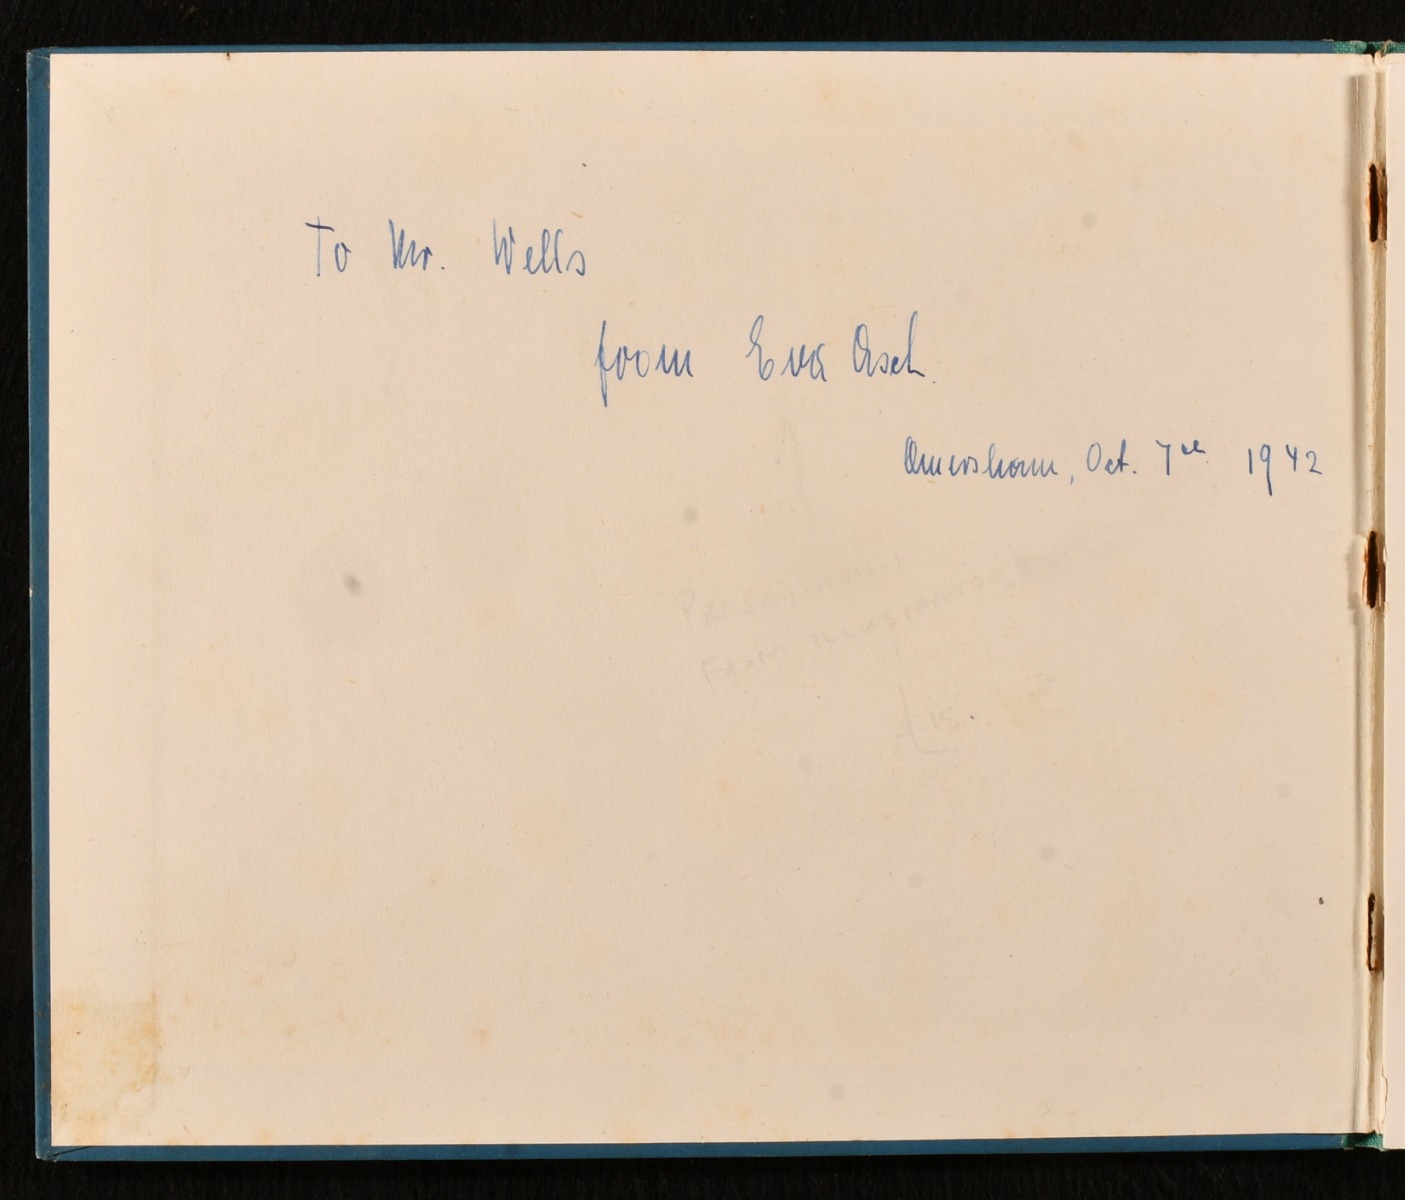 To Mr. Wells
from Eva Asch.
Amersham, Oct. 7th 1942